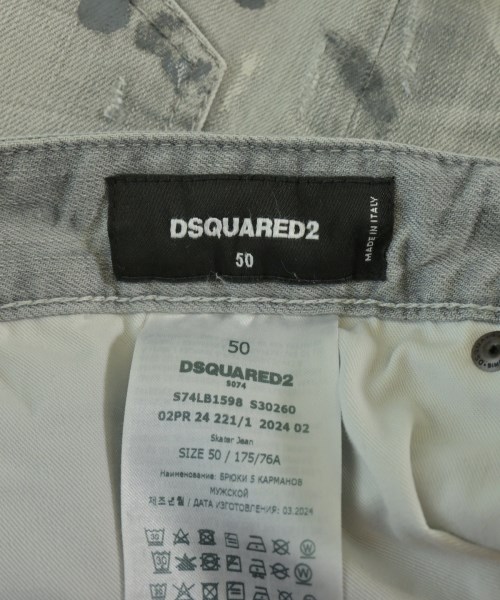 DSQUARED2
50
MADE IN ITALY
50
DSQUARED2
S074
S74LB1598 S30260
02PR 24 221/1 2024 02
Skater Jean
SIZE 50 / 175/76A
Наименование: БРЮКИ 5 КАРМАНОВ
МУЖСКОЙ
제조년월 / ДАТА ИЗГОТОВЛЕНИЯ: 03.2024